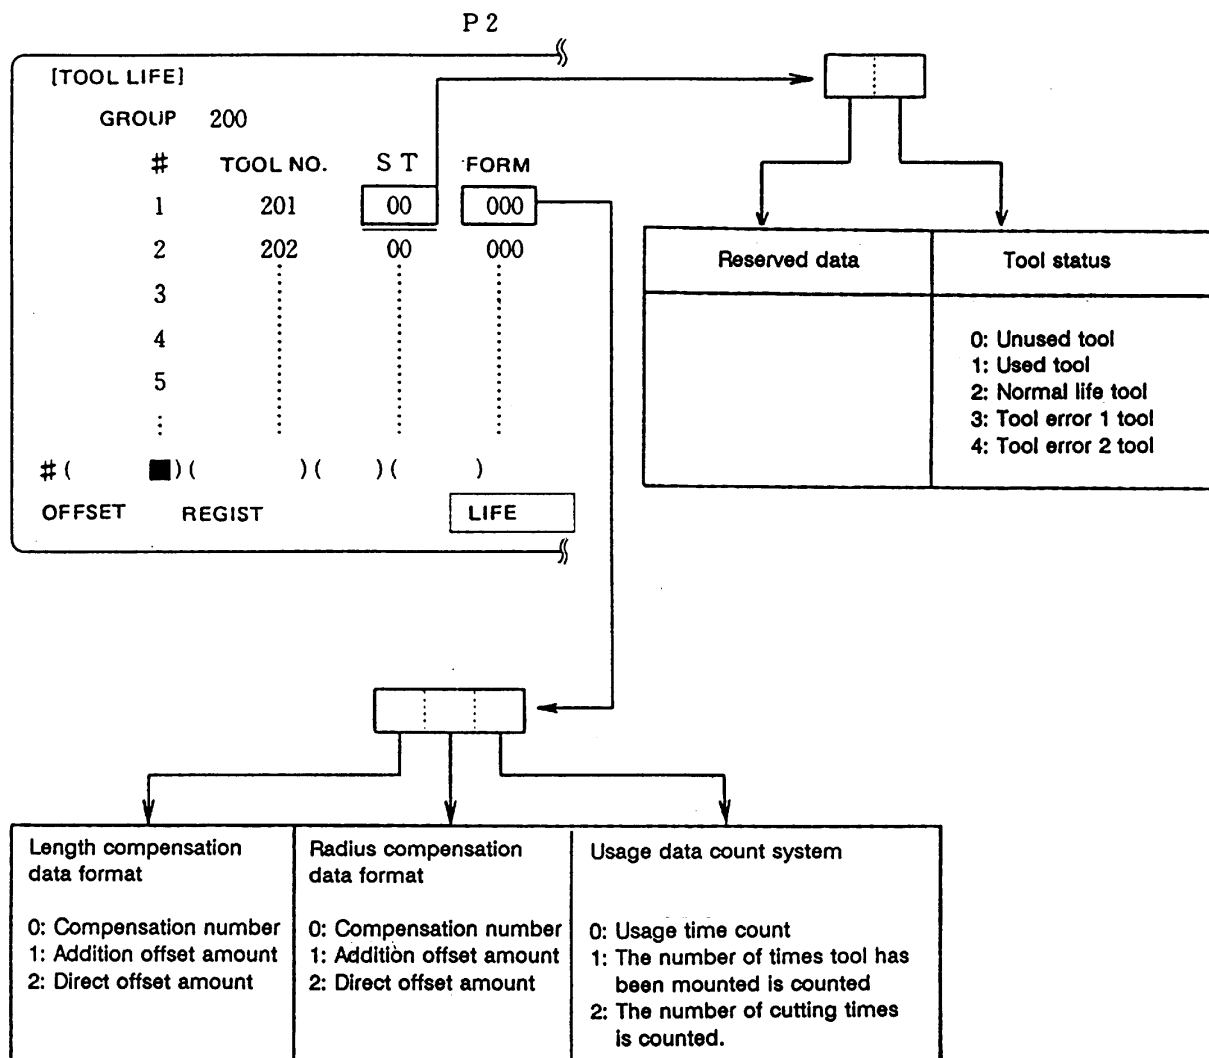 P 2
[TOOL LIFE]
GROUP 200
# TOOL NO. S T FORM
1 201 00 000
2 202 00 000
3
4
5
#( )( )( )( )
OFFSET REGIST LIFE
Reserved data Tool status
0: Unused tool
1: Used tool
2: Normal life tool
3: Tool error 1 tool
4: Tool error 2 tool
Length compensation
data format
0: Compensation number
1: Addition offset amount
2: Direct offset amount
Radius compensation
data format
0: Compensation number
1: Addition offset amount
2: Direct offset amount
Usage data count system
0: Usage time count
1: The number of times tool has
been mounted is counted
2: The number of cutting times
is counted.